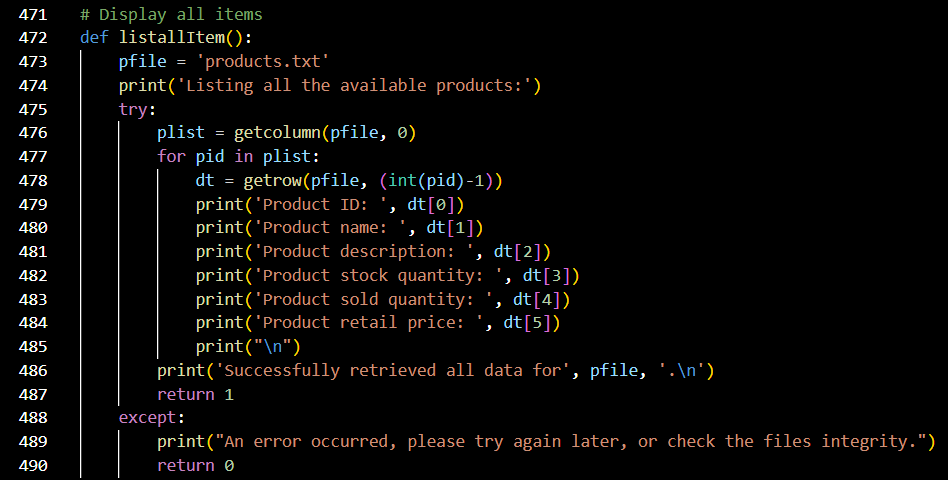 471 # Display all items
472 def listallItem():
473     pfile = 'products.txt'
474     print('Listing all the available products:')
475     try:
476         plist = getcolumn(pfile, 0)
477         for pid in plist:
478             dt = getrow(pfile, (int(pid)-1))
479             print('Product ID: ', dt[0])
480             print('Product name: ', dt[1])
481             print('Product description: ', dt[2])
482             print('Product stock quantity: ', dt[3])
483             print('Product sold quantity: ', dt[4])
484             print('Product retail price: ', dt[5])
485             print("\n")
486         print('Successfully retrieved all data for', pfile, '.\n')
487         return 1
488     except:
489         print("An error occurred, please try again later, or check the files integrity.")
490         return 0